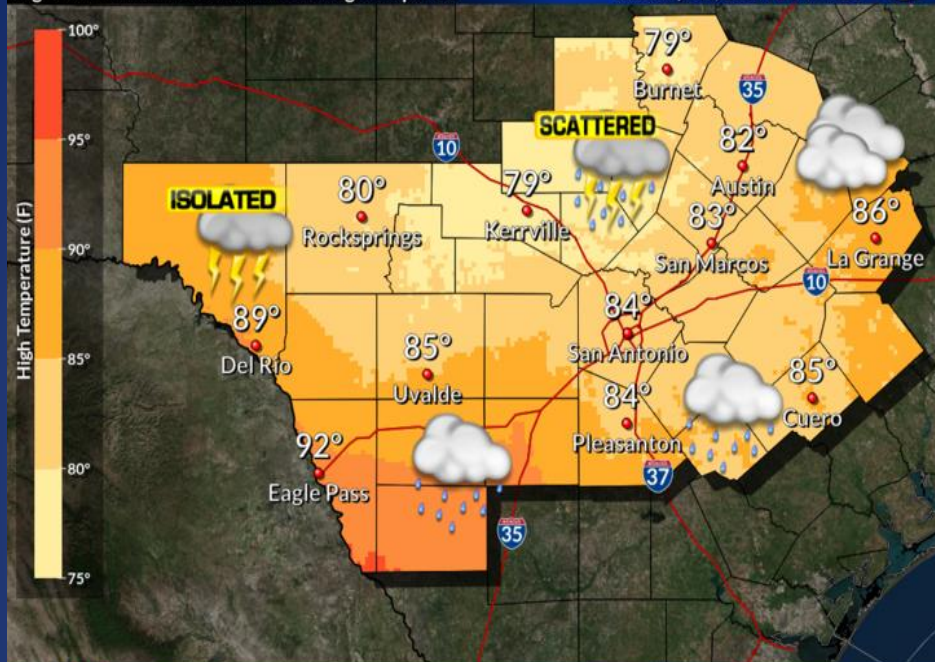 High Temperature (F)
100°
95°
90°
85°
80°
75°
79°
Burnet
35
SCATTERED
10
82°
Austin
ISOLATED
80°
Rocksprings
79°
Kerrville
83°
San Marcos
86°
La Grange
10
89°
Del Rio
84°
San Antonio
85°
Uvalde
84°
Pleasanton
85°
Cuero
92°
Eagle Pass
37
35